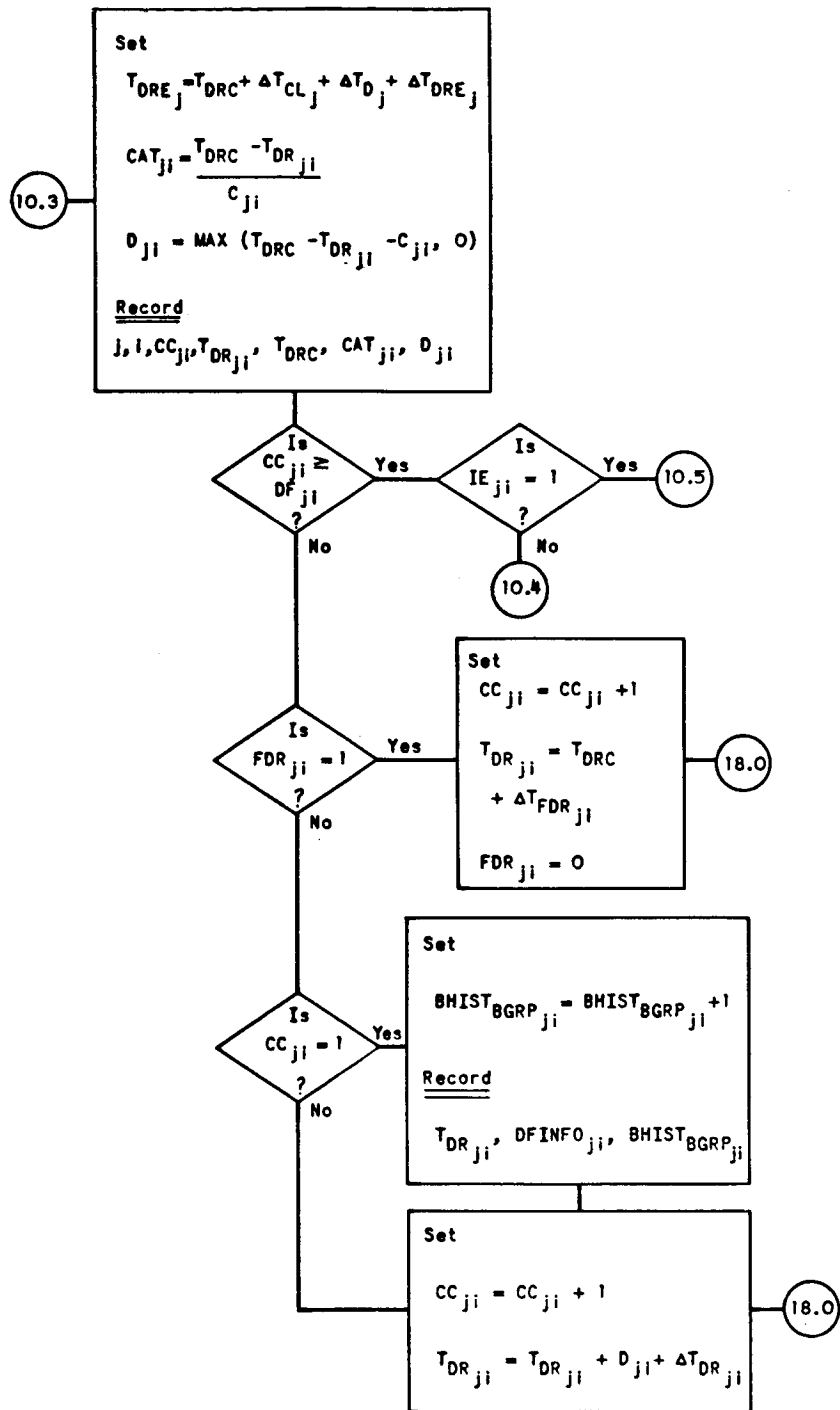 Set
T_DRE_j = T_DRC + ΔT_CL_j + ΔT_D_j + ΔT_DRE_j
10.3
CAT_ji = T_DRC - T_DR_ji
C_ji
D_ji = MAX (T_DRC - T_DR_ji - C_ji, 0)
Record
j, i, CC_ji, T_DR_ji, T_DRC, CAT_ji, D_ji
Is
CC_ji ≥
DF_ji
?
Yes
No
Is
IE_ji = 1
?
Yes
10.5
No
10.4
Is
FDR_ji = 1
?
Yes
No
Set
CC_ji = CC_ji +1
T_DR_ji = T_DRC
+ ΔT_FDR_ji
FDR_ji = 0
18.0
Is
CC_ji = 1
?
Yes
No
Set
BHIST_BGRP_ji = BHIST_BGRP_ji +1
Record
T_DR_ji, DFINFO_ji, BHIST_BGRP_ji
Set
CC_ji = CC_ji + 1
T_DR_ji = T_DR_ji + D_ji + ΔT_DR_ji
18.0